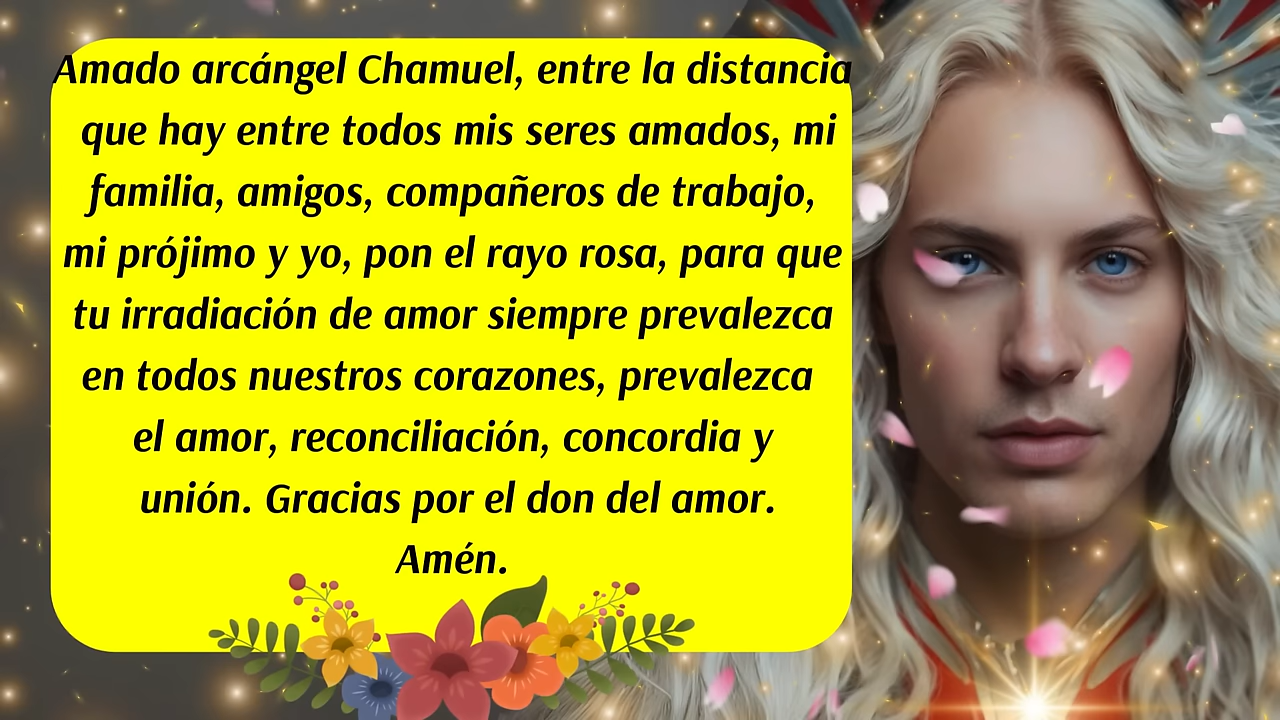 Amado arcángel Chamuel, entre la distancia
que hay entre todos mis seres amados, mi
familia, amigos, compañeros de trabajo,
mi prójimo y yo, pon el rayo rosa, para que
tu irradiación de amor siempre prevalezca
en todos nuestros corazones, prevalezca
el amor, reconciliación, concordia y
unión. Gracias por el don del amor.
Amén.